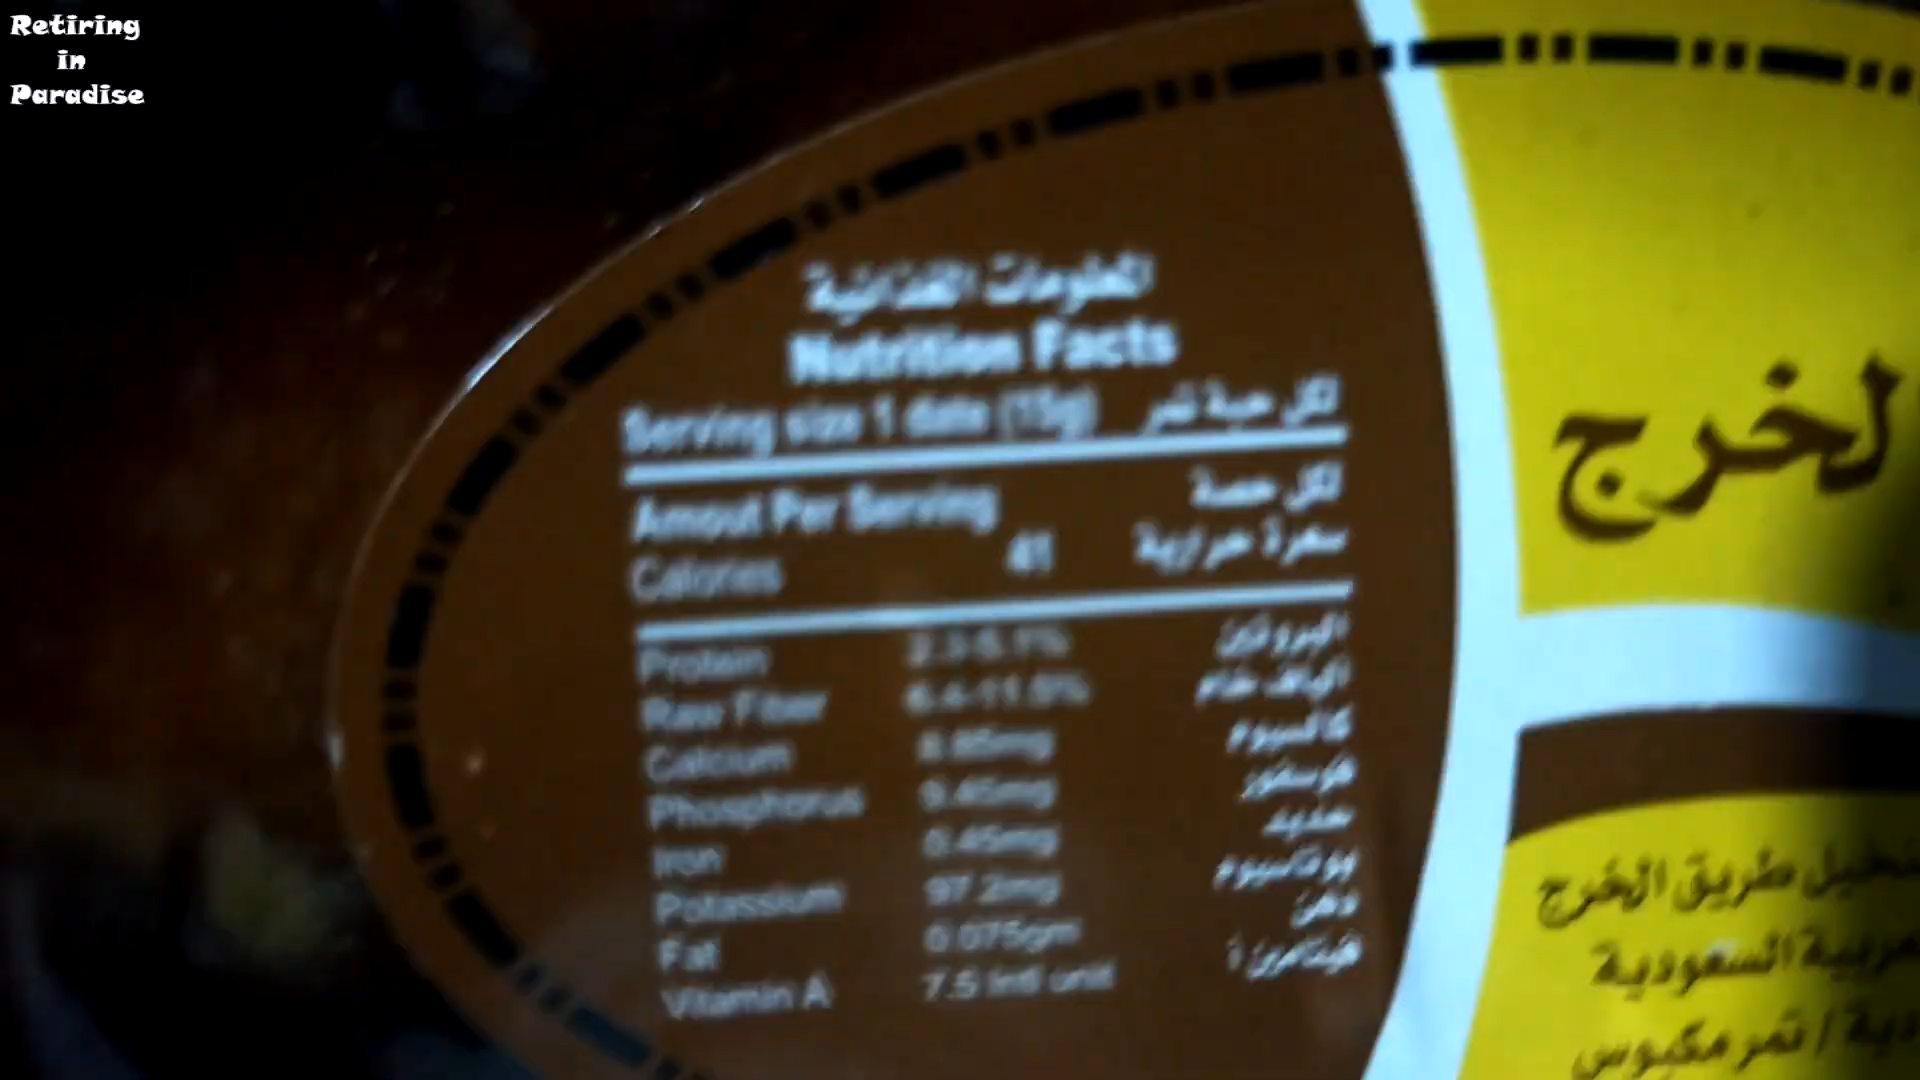 Retiring
in
Paradise
المعلومات الغذائية
Nutrition Facts
Serving size 1 date (15g) لكل حبة تمر
Amout Per Serving لكل حصة
Calories 41 سعرة حرارية
Protein 2.3-5.1% البروتين
Raw Fiber 6.4-11.5% الياف خام
Calcium كالسيوم
Phosphorus 9.45mg فوسفور
Iron 0.45mg حديد
Potassium 97.2mg بوتاسيوم
Fat 0.075gm دهن
Vitamin A 7.5 unit فيتامين أ
لخرج
طريق الخرج
السعودية
تمر مكبوس